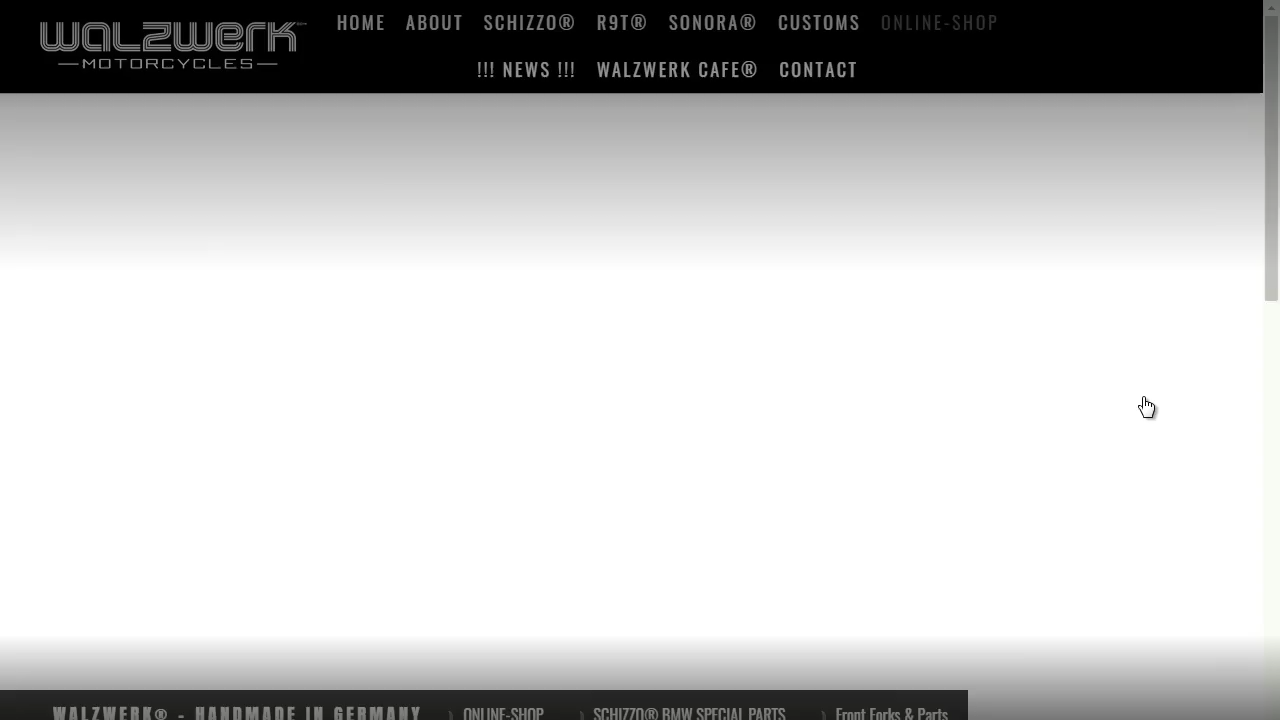 WALZWERK
MOTORCYCLES
HOME ABOUT SCHIZZO® R9T® SONORA® CUSTOMS ONLINE-SHOP
!!! NEWS !!! WALZWERK CAFE® CONTACT
WALZWERK® - HANDMADE IN GERMANY ONLINE-SHOP SCHIZZO® BMW SPECIAL PARTS Front Forks & Parts